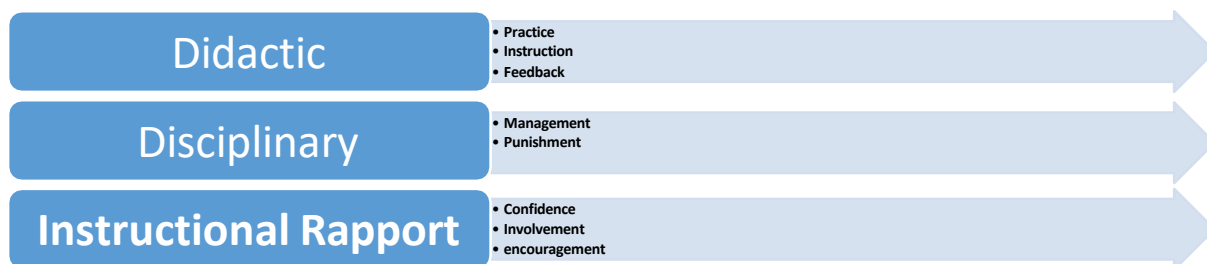 Didactic
• Practice
• Instruction
• Feedback
Disciplinary
• Management
• Punishment
Instructional Rapport
• Confidence
• Involvement
• encouragement